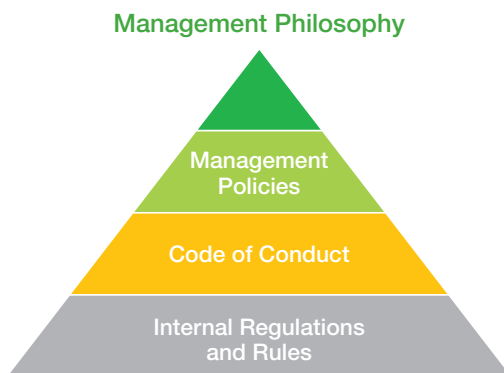 Management Philosophy
Management
Policies
Code of Conduct
Internal Regulations
and Rules